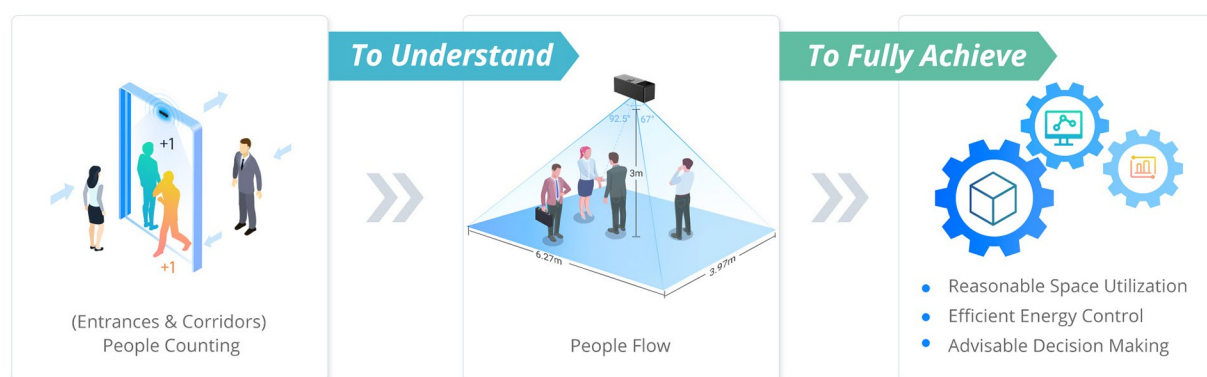 To Understand
To Fully Achieve
+1
+1
(Entrances & Corridors)
People Counting
92.5°
67°
3m
6.27m
3.97m
People Flow
Reasonable Space Utilization
Efficient Energy Control
Advisable Decision Making